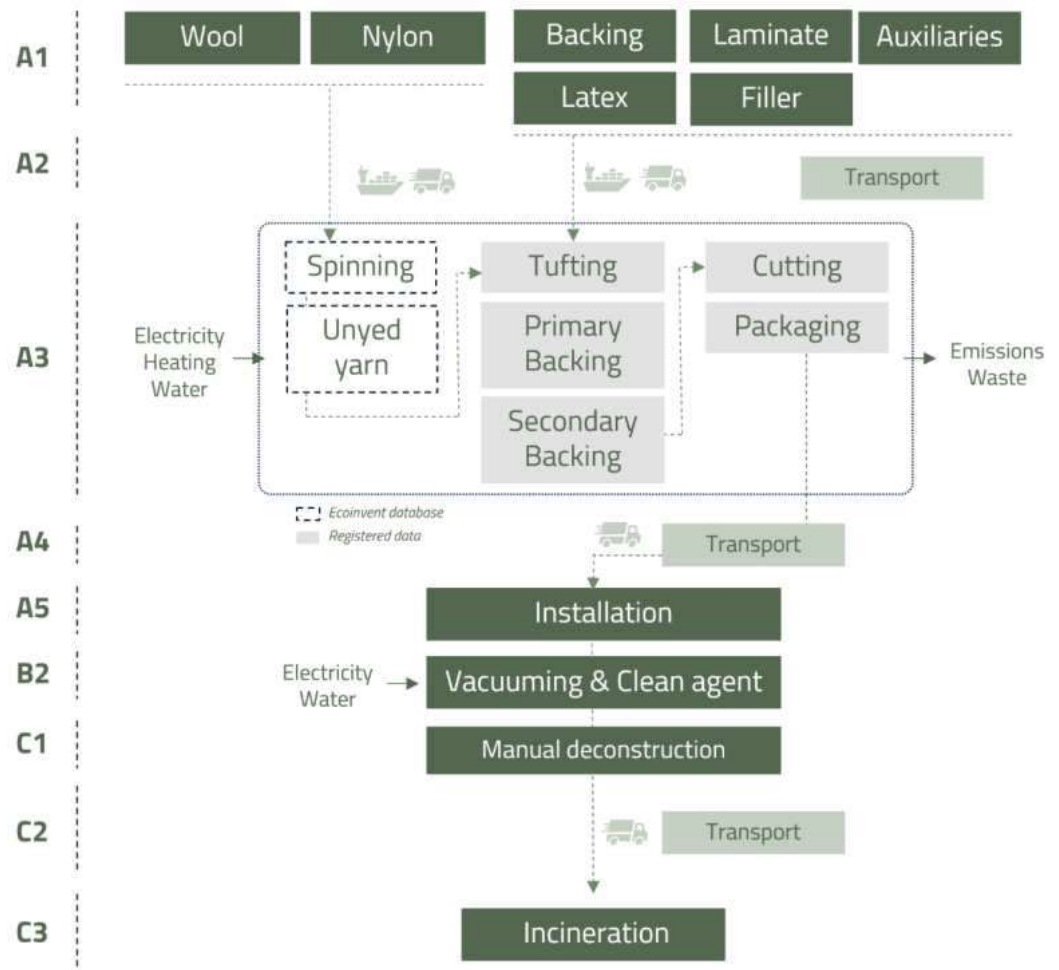 A1
Wool
Nylon
Backing
Laminate
Auxiliaries
Latex
Filler
A2
Transport
A3
Electricity
Heating
Water
Spinning
Unyed
yarn
Tufting
Primary
Backing
Secondary
Backing
Cutting
Packaging
Emissions
Waste
Ecoinvent database
Registered data
A4
Transport
A5
Installation
B2
Electricity
Water
Vacuuming & Clean agent
C1
Manual deconstruction
C2
Transport
C3
Incineration